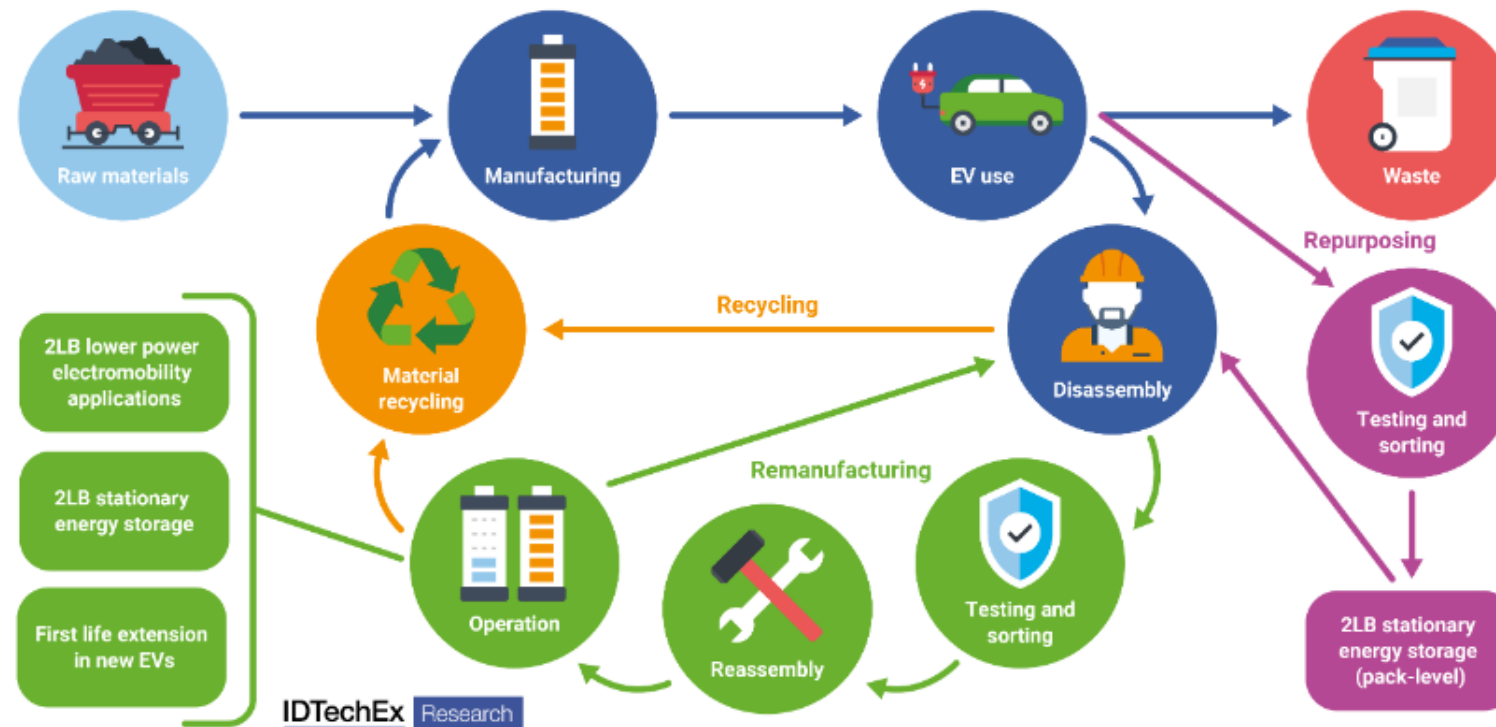 Raw materials
Manufacturing
EV use
Waste
Repurposing
Recycling
2LB lower power
electromobility
applications
Material
recycling
Disassembly
Testing and
sorting
Remanufacturing
2LB stationary
energy storage
Operation
Reassembly
Testing and
sorting
First life extension
in new EVs
2LB stationary
energy storage
(pack-level)
IDTechEx Research